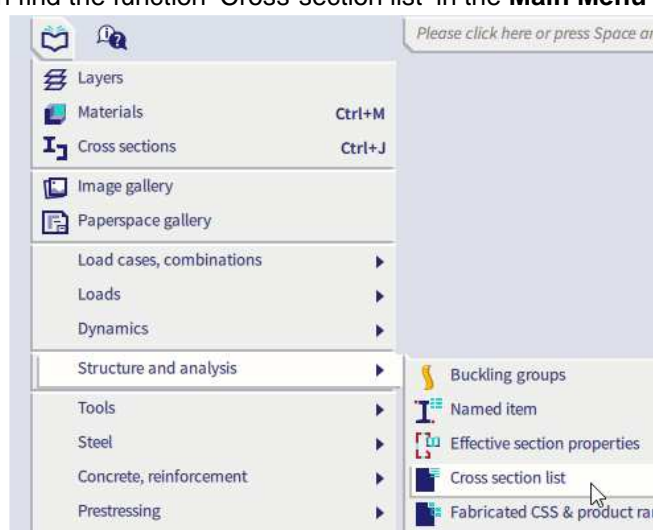 find the function 'Cross-section list' in the Main Menu
Please click here or press Space
Layers
Materials Ctrl+M
Cross sections Ctrl+J
Image gallery
Paperspace gallery
Load cases, combinations
Loads
Dynamics
Structure and analysis
Buckling groups
Tools
Named item
Steel
Effective section properties
Concrete, reinforcement
Cross section list
Prestressing
Fabricated CSS & product